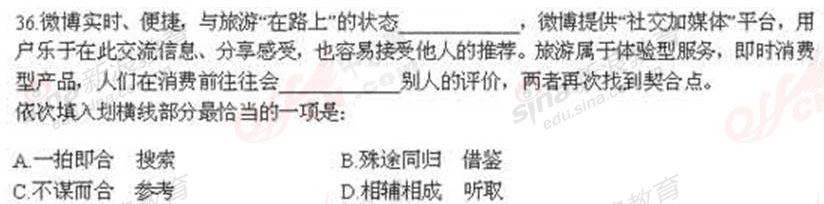 36.微博实时、便捷，与旅游“在路上”的状态____________，微博提供“社交加媒体”平台，用
户乐于在此交流信息、分享感受，也容易接受他人的推荐。旅游属于体验型服务，即时消费
型产品，人们在消费前往往会____________别人的评价，两者再次找到契合点。
依次填入划横线部分最恰当的一项是：
A.一拍即合 搜索 B.殊途同归 借鉴
C.不谋而合 参考 D.相辅相成 听取